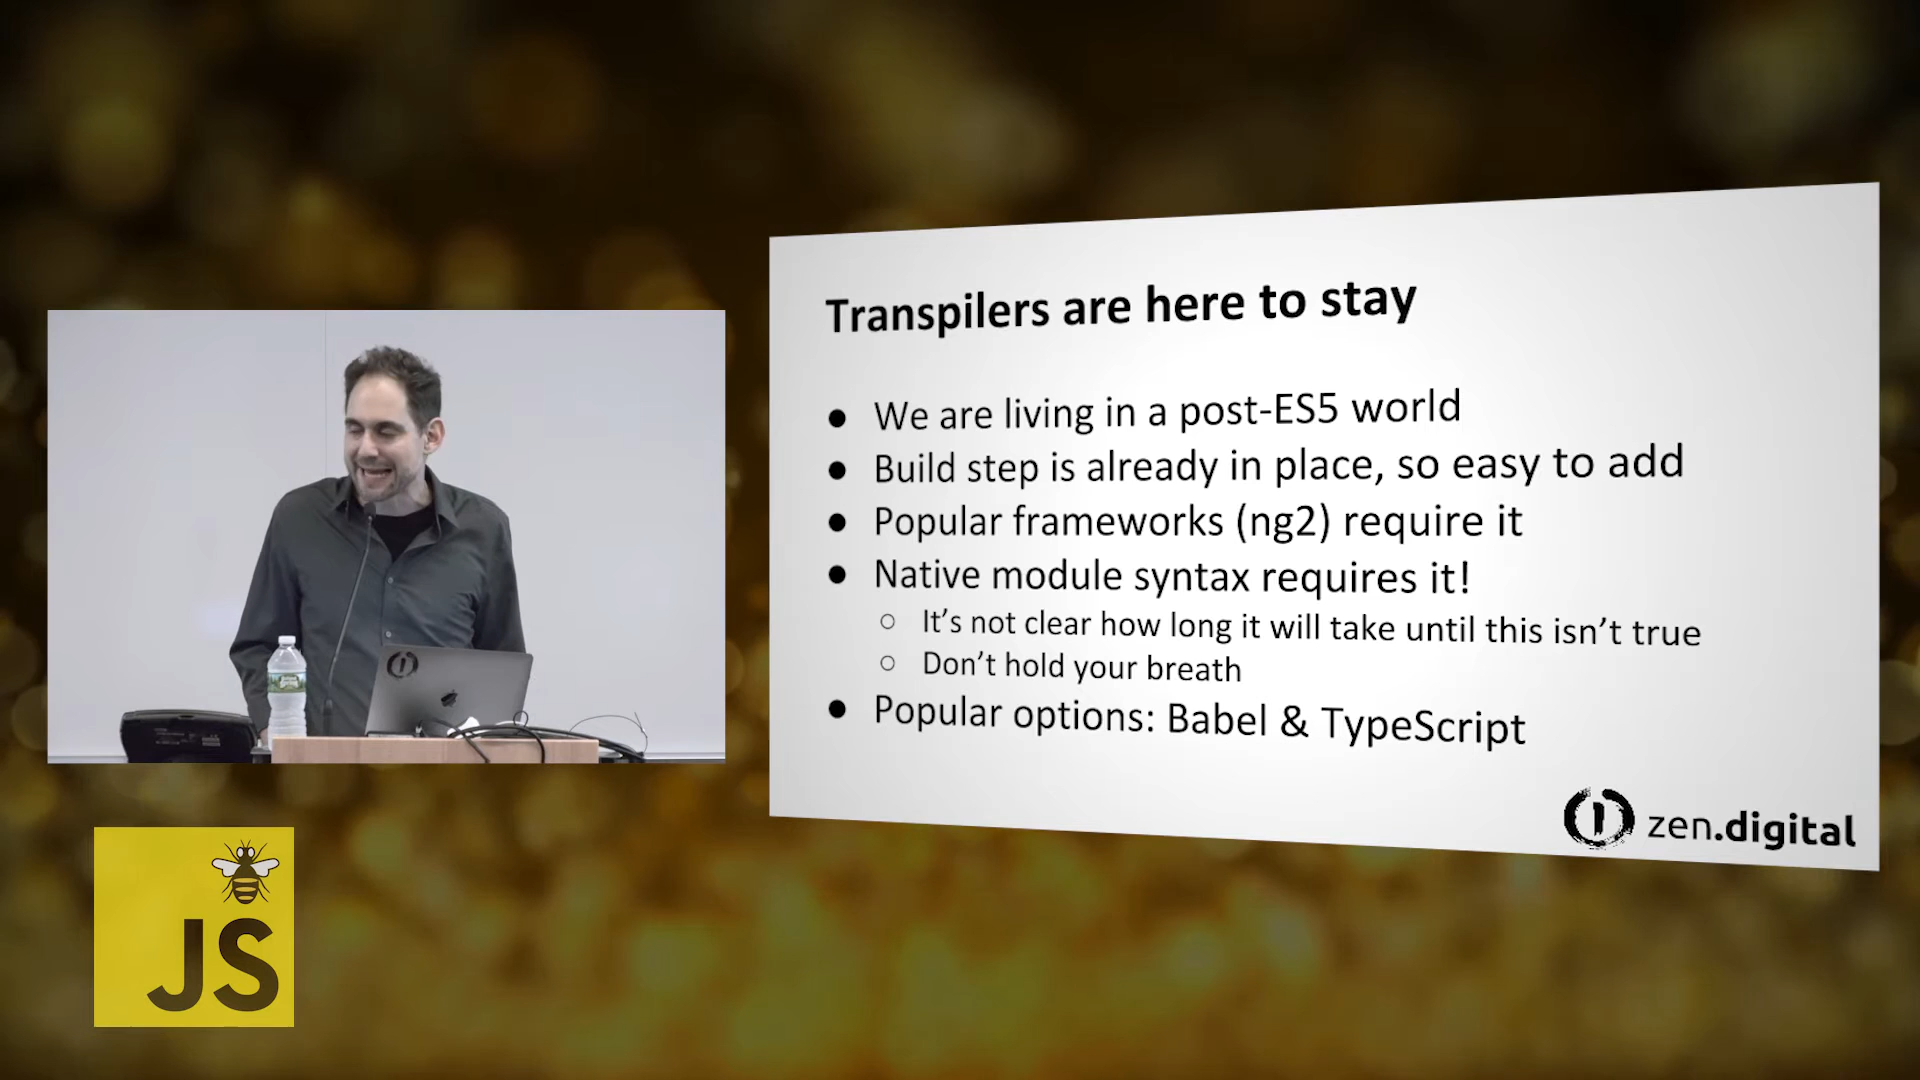 Transpilers are here to stay
● We are living in a post-ES5 world
● Build step is already in place, so easy to add
● Popular frameworks (ng2) require it
● Native module syntax requires it!
○ It’s not clear how long it will take until this isn’t true
○ Don’t hold your breath
● Popular options: Babel & TypeScript
zen.digital
JS